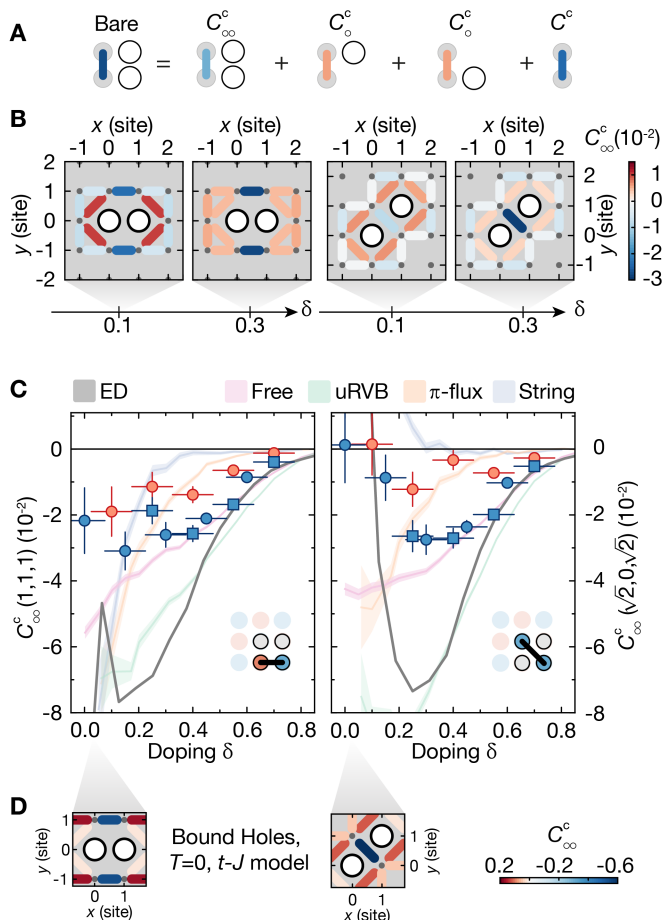 A
Bare
C^c_∞∞
C^c_∘
C^c_∘
C^c
= + + +
B
x (site)
x (site)
C^c_∞ (10^-2)
-1 0 1 2
-1 0 1 2
-1 0 1 2
-1 0 1 2
y (site)
2
1
0
-1
-2
2
1
0
-1
y (site)
1
0
-1
-2
-3
0.1
0.3
0.1
0.3
δ
C
ED
Free
uRVB
π-flux
String
C^c_∞ (1,1,1) (10^-2)
0
-2
-4
-6
-8
0
-2
-4
-6
-8
C^c_∞ (√2,0,√2) (10^-2)
0.0 0.2 0.4 0.6 0.8
0.0 0.2 0.4 0.6 0.8
Doping δ
Doping δ
D
1
0
-1
y (site)
0 1
x (site)
Bound Holes,
T=0, t-J model
y (site)
1
0
0 1
x (site)
C^c_∞
0.2 -0.2 -0.6